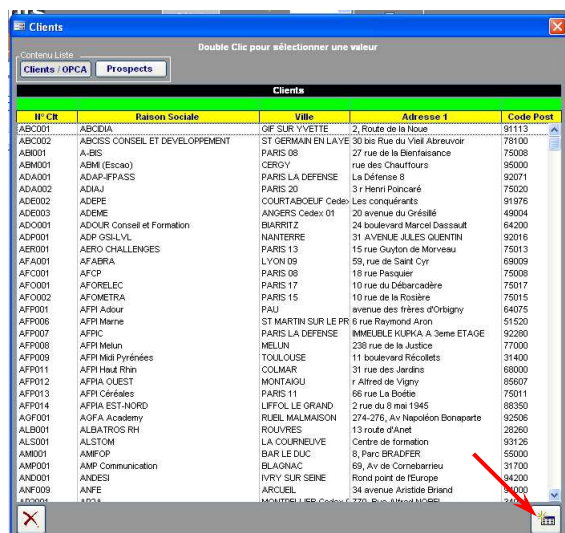 Clients
Double Clic pour sélectionner une valeur
Contenu Liste
Clients / OPCA Prospects
Clients
N° Clt Raison Sociale Ville Adresse 1 Code Post
ABC001 ABCIDIA GIF SUR YVETTE 2, Route de la Noue 91113
ABC002 ABCISS CONSEIL ET DEVELOPPEMENT ST GERMAIN EN LAYE 30 bis Rue du Vieil Abreuvoir 78100
ABI001 A-BIS PARIS 08 27 rue de la Bienfaisance 75008
ABM001 ABMI (Escao) CERGY rue des Chauffours 95000
ADA001 ADAP-IFPASS PARIS LA DEFENSE La Défense 8 92071
ADA002 ADIAJ PARIS 20 3 r Henri Poincaré 75020
ADE002 ADEPE COURTABOEUF Cedex Les conquérants 91976
ADE003 ADEME ANGERS Cedex 01 20 avenue du Grésillé 49004
ADO001 ADOUR Conseil et Formation BIARRITZ 24 boulevard Marcel Dassault 64200
ADP001 ADP GSI-LVL NANTERRE 31 AVENUE JULES QUENTIN 92016
AER001 AERO CHALLENGES PARIS 13 15 rue Guyton de Morveau 75013
AFA001 AFABRA LYON 09 59, rue de Saint Cyr 69009
AFC001 AFCP PARIS 08 18 rue Pasquier 75008
AFO001 AFORELEC PARIS 17 10 rue du Débarcadère 75017
AFO002 AFOMETRA PARIS 15 10 rue de la Rosière 75015
AFP001 AFPI Adour PAU avenue des frères d'Orbigny 64075
AFP006 AFPI Marne ST MARTIN SUR LE PR 6 rue Raymond Aron 51520
AFP007 AFPIC PARIS LA DEFENSE IMMEUBLE KUPKA A 3eme ETAGE 92280
AFP008 AFPI Melun MELUN 238 rue de la Justice 77000
AFP009 AFPI Midi Pyrénées TOULOUSE 11 boulevard Récollets 31400
AFP011 AFPI Haut Rhin COLMAR 31 rue des Jardins 68000
AFP012 AFPIA OUEST MONTAIGU r Alfred de Vigny 85607
AFP013 AFPI Céréales PARIS 11 66 rue La Boétie 75011
AFP014 AFPIA EST-NORD LIFFOL LE GRAND 2 rue du 8 mai 1945 88350
AGF001 AGFA Academy RUEIL MALMAISON 274-276, Av Napoléon Bonaparte 92506
ALB001 ALBATROS RH ROUVRES 13 route d'Anet 28260
ALS001 ALSTOM LA COURNEUVE Centre de formation 93126
AMI001 AMIFOP BAR LE DUC 8, Parc BRADFER 55000
AMP001 AMP Communication BLAGNAC 69, Av de Cornebarrieu 31700
AND001 ANDESI IVRY SUR SEINE Rond point de l'Europe 94200
ANF009 ANFE ARCUEIL 34 avenue Aristide Briand 94000
MONTPELLIER Cedex 770, Rue Alfred NOBEL